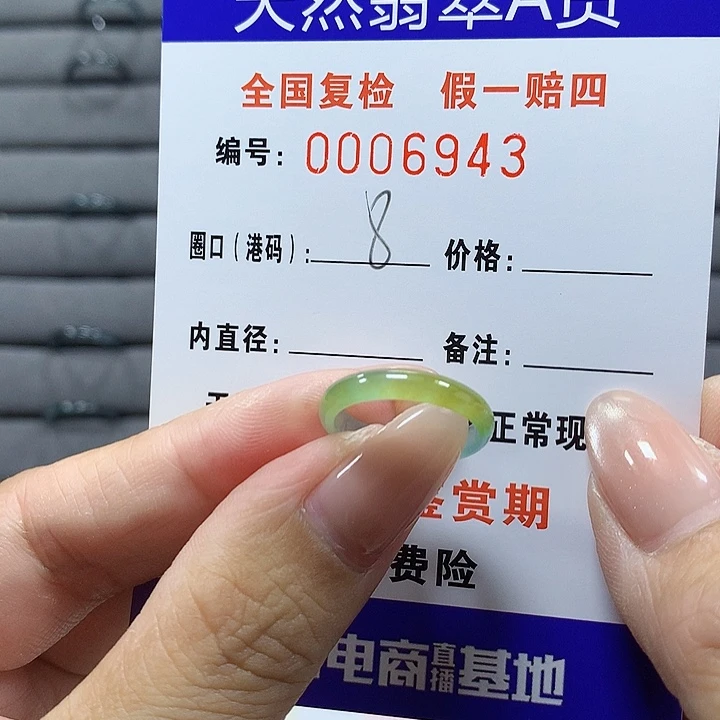 天然翡翠A货
全国复检 假一赔四
编号: 0006943
圈口(港码): 8 价格:
内直径: 备注:
正常现
鉴赏期
费险
电商直播基地